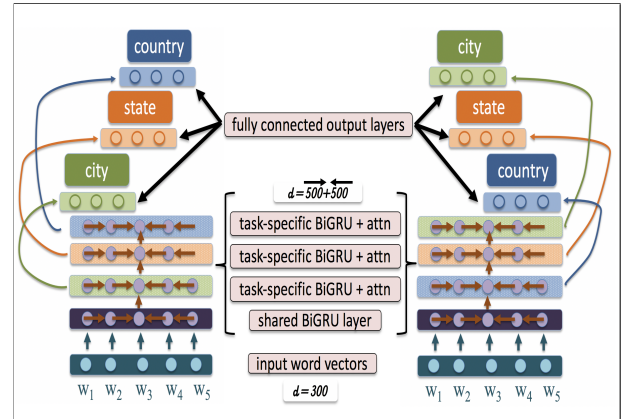 country
state
city
city
state
country
fully connected output layers
d=500+500
task-specific BiGRU + attn
task-specific BiGRU + attn
task-specific BiGRU + attn
shared BiGRU layer
input word vectors
d = 300
W1 W2 W3 W4 W5
W1 W2 W3 W4 W5